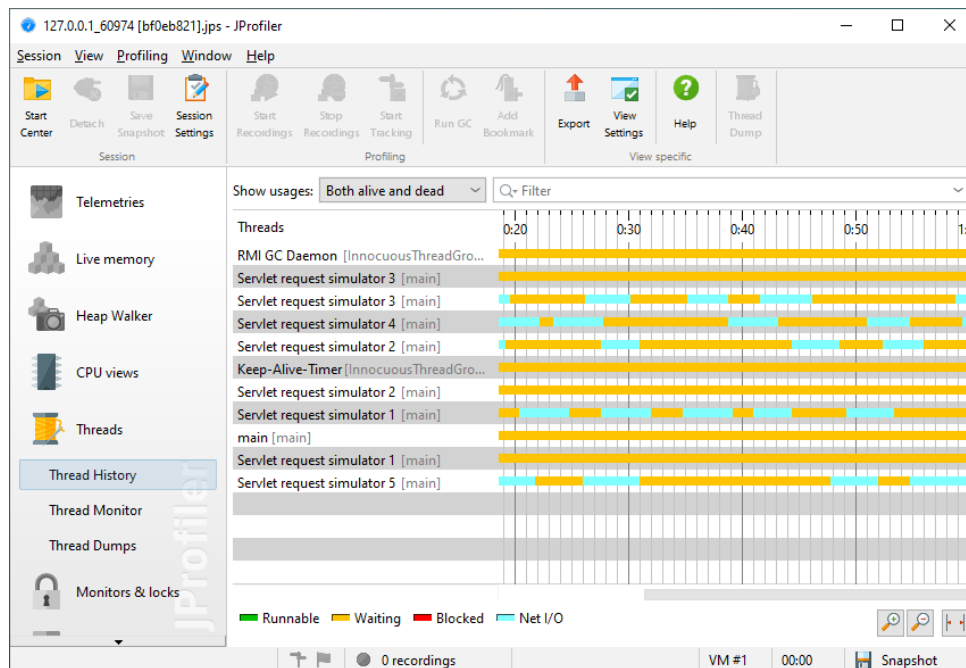 127.0.0.1_60974 [bf0eb821].jps - JProfiler
Session View Profiling Window Help
Start Center
Detach
Save Snapshot
Session Settings
Start Recordings
Stop Recordings
Start Tracking
Run GC
Add Bookmark
Export
View Settings
Help
Thread Dump
Session
Profiling
View specific
Telemetries
Live memory
Heap Walker
CPU views
Threads
Thread History
Thread Monitor
Thread Dumps
Monitors & locks
JProfiler
Show usages: Both alive and dead
Filter
Threads
0:20 0:30 0:40 0:50
RMI GC Daemon [InnocuousThreadGro...
Servlet request simulator 3 [main]
Servlet request simulator 3 [main]
Servlet request simulator 4 [main]
Servlet request simulator 2 [main]
Keep-Alive-Timer [InnocuousThreadGro...
Servlet request simulator 2 [main]
Servlet request simulator 1 [main]
main [main]
Servlet request simulator 1 [main]
Servlet request simulator 5 [main]
Runnable Waiting Blocked Net I/O
0 recordings
VM #1
00:00
Snapshot